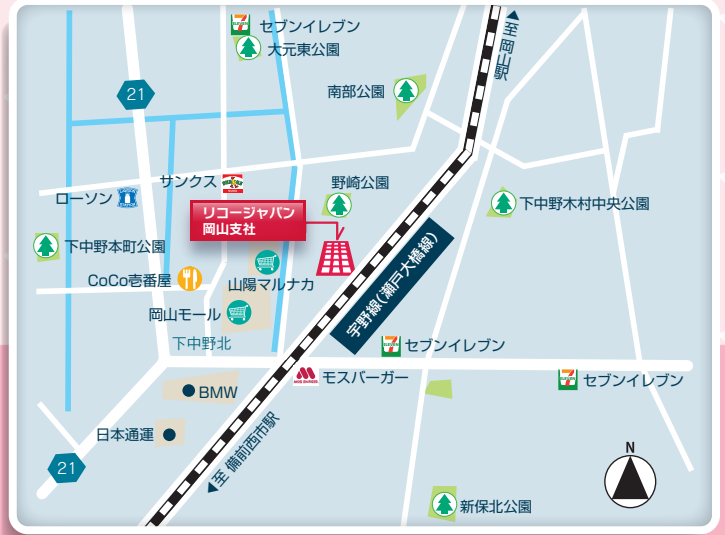 セブンイレブン
大元東公園
▲至 岡山駅
21
南部公園
サンクス
野崎公園
ローソン
リコージャパン
岡山支社
下中野木村中央公園
下中野本町公園
CoCo壱番屋
山陽マルナカ
宇野線(瀬戸大橋線)
岡山モール
下中野北
セブンイレブン
モスバーガー
MOS BURGER
セブンイレブン
BMW
日本通運
▲至 備前西市駅
21
N
新保北公園